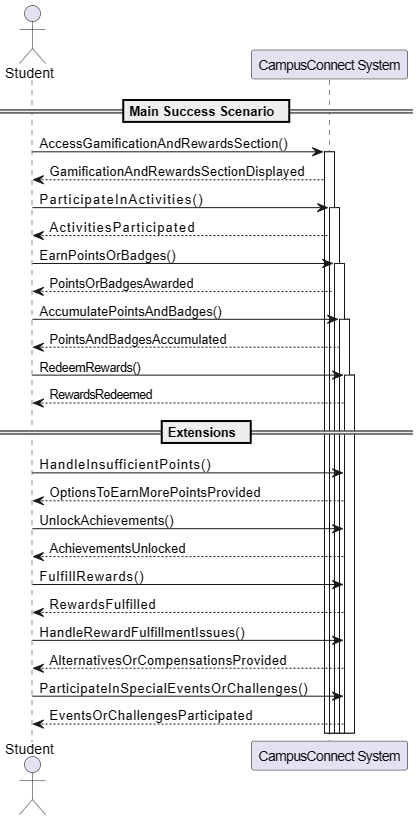 Student
CampusConnect System
Main Success Scenario
AccessGamificationAndRewardsSection()
GamificationAndRewardsSectionDisplayed
ParticipateInActivities()
ActivitiesParticipated
EarnPointsOrBadges()
PointsOrBadgesAwarded
AccumulatePointsAndBadges()
PointsAndBadgesAccumulated
RedeemRewards()
RewardsRedeemed
Extensions
HandleInsufficientPoints()
OptionsToEarnMorePointsProvided
UnlockAchievements()
AchievementsUnlocked
FulfillRewards()
RewardsFulfilled
HandleRewardFulfillmentIssues()
AlternativesOrCompensationsProvided
ParticipateInSpecialEventsOrChallenges()
EventsOrChallengesParticipated
Student
CampusConnect System